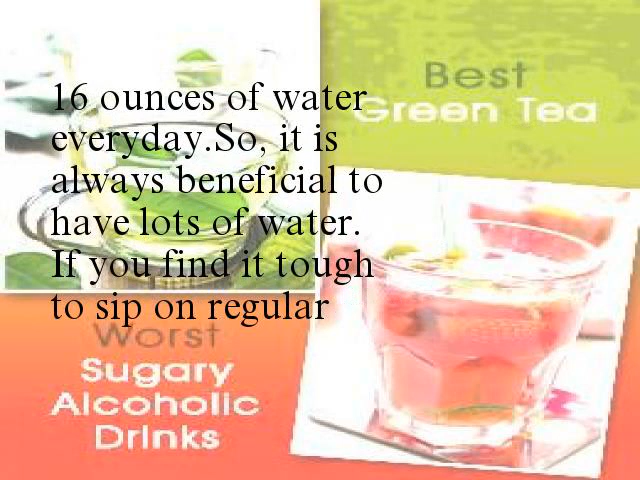 16 ounces of water
everyday.So, it is
always beneficial to
have lots of water.
If you find it tough
to sip on regular
Best
Green Tea
Worst
Sugary
Alcoholic
Drinks